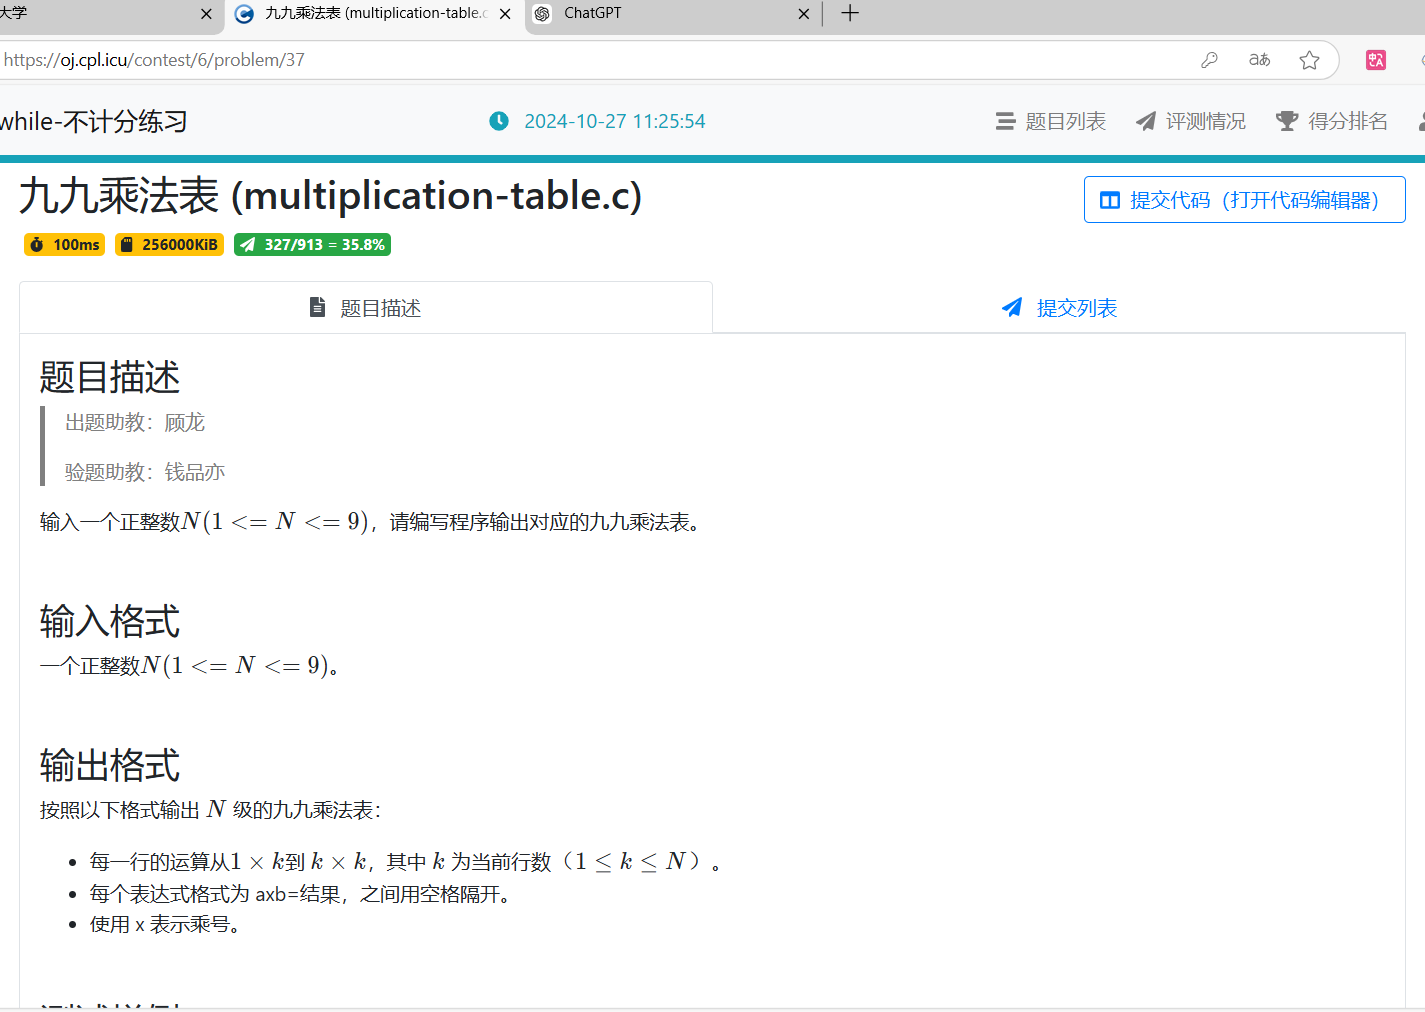 大学
九九乘法表 (multiplication-table.c
ChatGPT
https://oj.cpl.icu/contest/6/problem/37
while-不计分练习
2024-10-27 11:25:54
题目列表
评测情况
得分排名
九九乘法表 (multiplication-table.c)
提交代码（打开代码编辑器）
100ms
256000KiB
327/913 = 35.8%
题目描述
提交列表
题目描述
出题助教：顾龙
验题助教：钱品亦
输入一个正整数N(1 <= N <= 9)，请编写程序输出对应的九九乘法表。
输入格式
一个正整数N(1 <= N <= 9)。
输出格式
按照以下格式输出 N 级的九九乘法表：
• 每一行的运算从1 × k到 k × k，其中 k 为当前行数（1 ≤ k ≤ N）。
• 每个表达式格式为 axb=结果，之间用空格隔开。
• 使用 x 表示乘号。